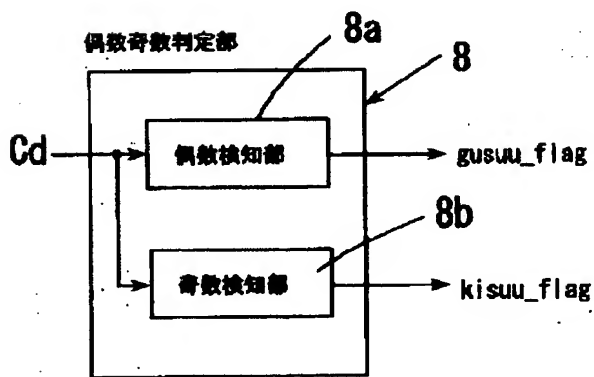 偶数奇数判定部
8a
8
Cd
偶数検知部
gusuu_flag
8b
奇数検知部
kisuu_flag